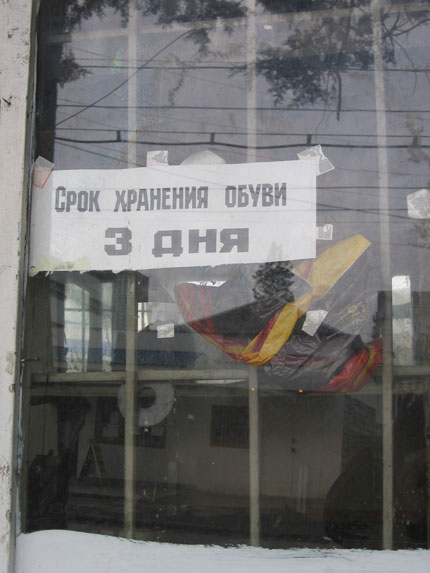 Срок хранения обуви
3 дня